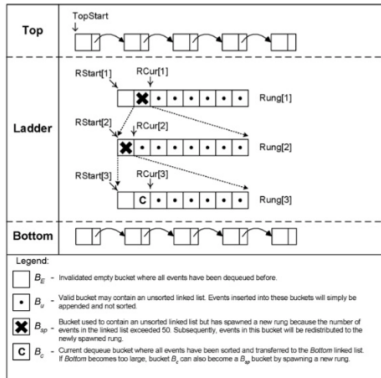 TopStart
Top
RStart[1]
RCur[1]
Rung[1]
Ladder
RStart[2]
RCur[2]
Rung[2]
RStart[3]
RCur[3]
C
Rung[3]
Bottom
Legend:
B_E - Invalidated empty bucket where all events have been dequeued before.
B_v - Valid bucket may contain an unsorted linked list. Events inserted into these buckets will simply be
appended and not sorted.
B_sp - Bucket used to contain an unsorted linked list but has spawned a new rung because the number of
events in the linked list exceeded 50. Subsequently, events in this bucket will be redistributed to the
newly spawned rung.
C B_c - Current dequeue bucket where all events have been sorted and transferred to the Bottom linked list.
If Bottom becomes too large, bucket B_c can also become a B_sp bucket by spawning a new rung.